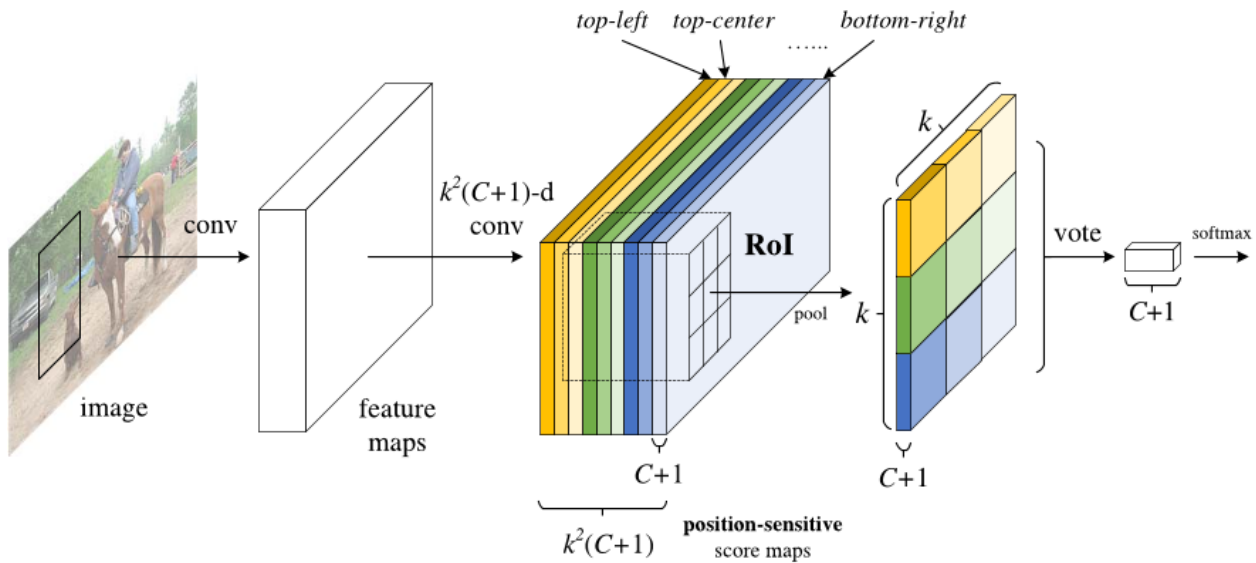 top-left top-center ……. bottom-right
k
k²(C+1)-d
conv
conv
RoI
vote
softmax
pool
k
C+1
image
feature
maps
C+1
C+1
k²(C+1)
position-sensitive
score maps